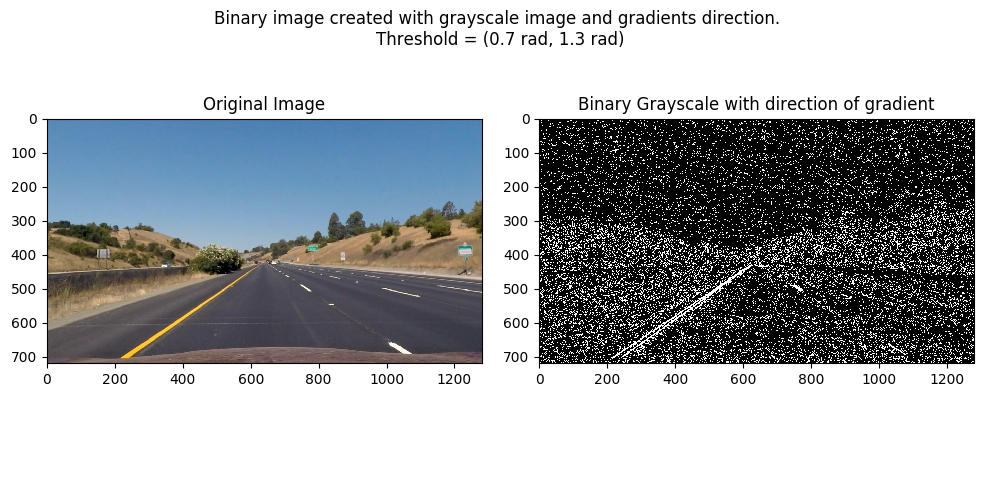 Binary image created with grayscale image and gradients direction.
Threshold = (0.7 rad, 1.3 rad)
Original Image
0
100
200
300
400
500
600
700
0 200 400 600 800 1000 1200
Binary Grayscale with direction of gradient
0
100
200
300
400
500
600
700
0 200 400 600 800 1000 1200